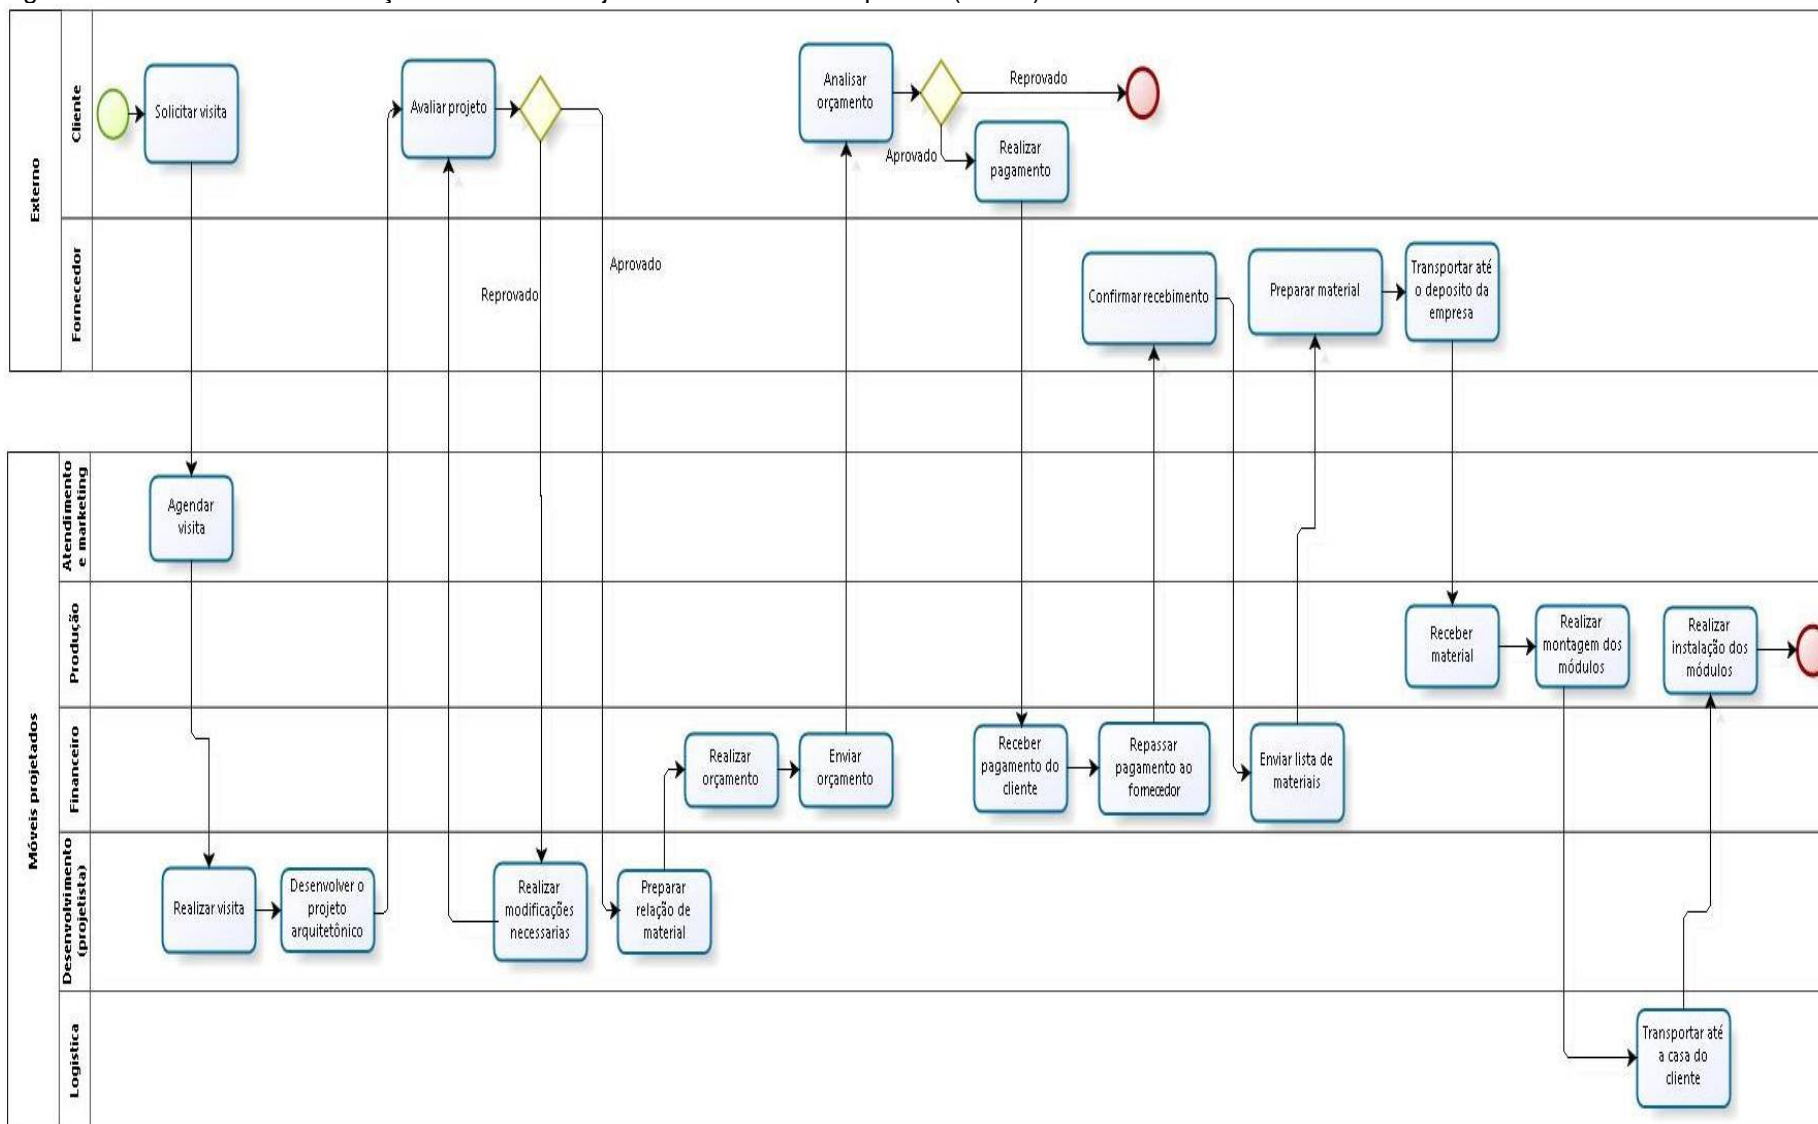 Externo
Cliente
Solicitar visita
Avaliar projeto
Analisar
orçamento
Reprovado
Aprovado
Realizar
pagamento
Fornecedor
Reprovado
Aprovado
Confirmar recebimento
Preparar material
Transportar até
o deposito da
empresa
Móveis projetados
Atendimento
e marketing
Agendar
visita
Produção
Receber
material
Realizar
montagem dos
módulos
Realizar
instalação dos
módulos
Financeiro
Realizar
orçamento
Enviar
orçamento
Receber
pagamento do
cliente
Repassar
pagamento ao
fornecedor
Enviar lista de
materiais
Desenvolvimento
(projetista)
Realizar visita
Desenvolver o
projeto
arquitetônico
Realizar
modificações
necessarias
Preparar
relação de
material
Logística
Transportar até
a casa do
cliente